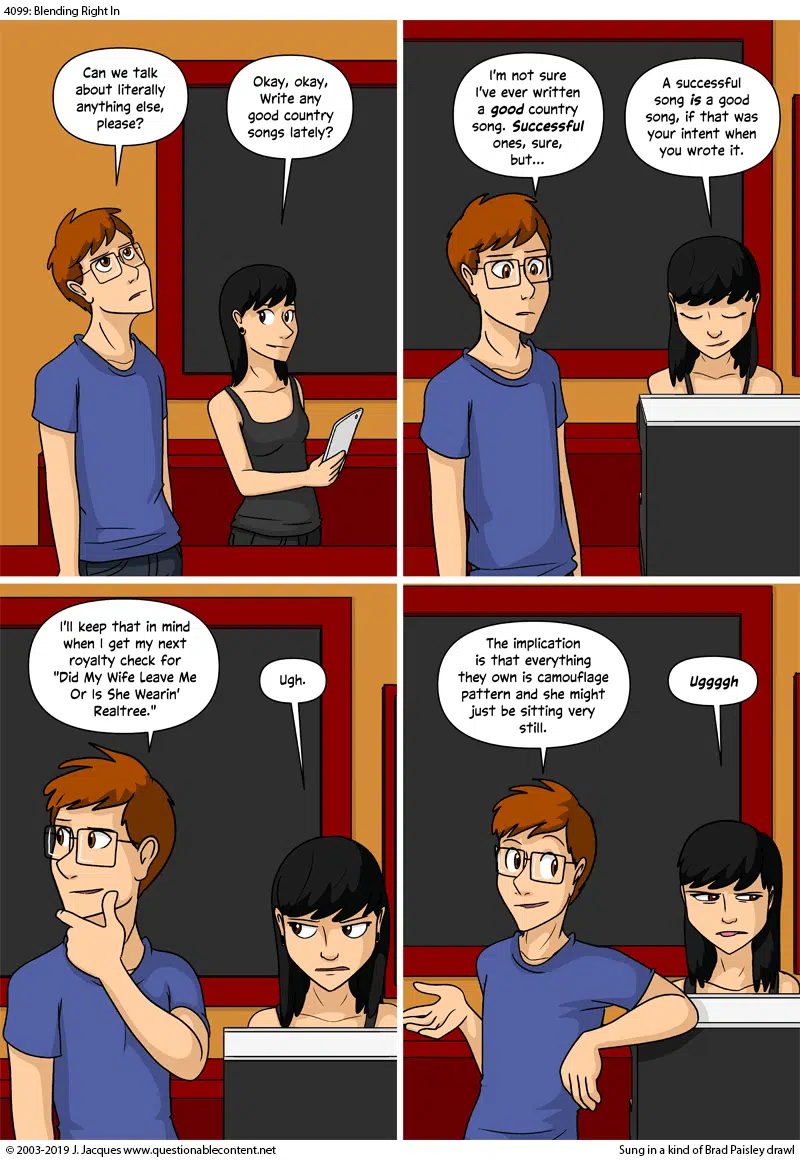 4099: Blending Right In
Can we talk
about literally
anything else,
please?
Okay, okay,
Write any
good country
songs lately?
I'm not sure
I've ever written
a good country
song. Successful
ones, sure,
but...
A successful
song is a good
song, if that was
your intent when
you wrote it.
I'll keep that in mind
when I get my next
royalty check for
"Did My Wife Leave Me
Or Is She Wearin'
Realtree."
Ugh.
The implication
is that everything
they own is camouflage
pattern and she might
just be sitting very
still.
Uggggh
© 2003-2019 J. Jacques www.questionablecontent.net
Sung in a kind of Brad Paisley drawl